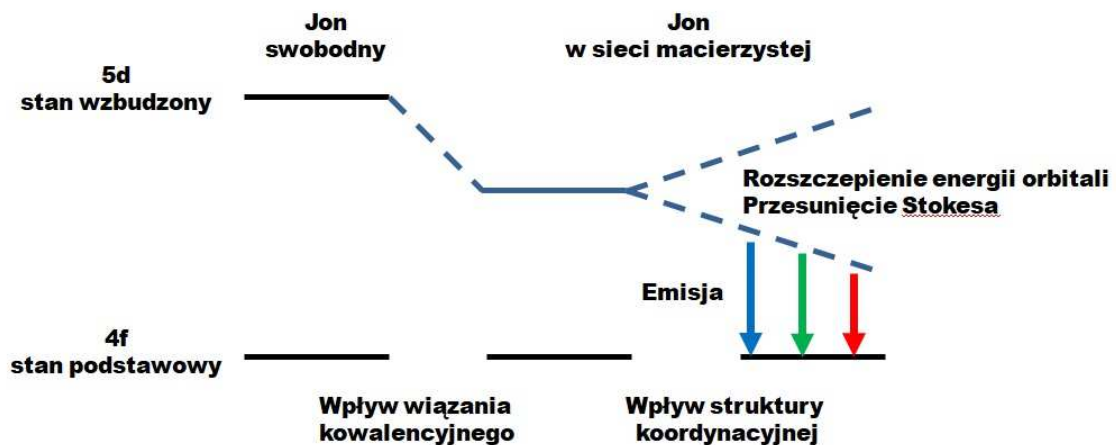 Jon
swobodny
Jon
w sieci macierzystej
5d
stan wzbudzony
Rozszczepienie energii orbitali
Przesunięcie Stokesa
Emisja
4f
stan podstawowy
Wpływ wiązania
kowalencyjnego
Wpływ struktury
koordynacyjnej